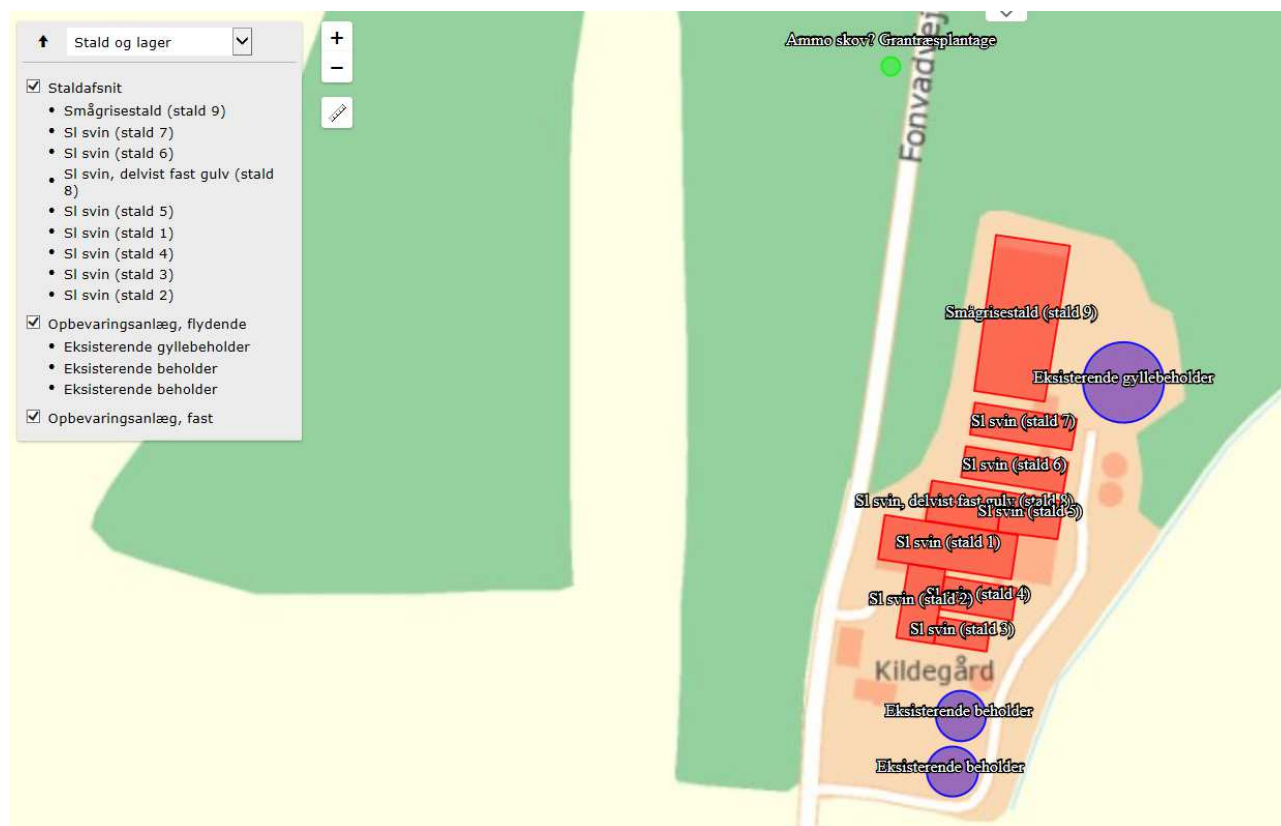 Stald og lager
Staldafsnit
Smågrisestald (stald 9)
Sl svin (stald 7)
Sl svin (stald 6)
Sl svin, delvist fast gulv (stald
8)
Sl svin (stald 5)
Sl svin (stald 1)
Sl svin (stald 4)
Sl svin (stald 3)
Sl svin (stald 2)
Opbevaringsanlæg, flydende
Eksisterende gyllebeholder
Eksisterende beholder
Eksisterende beholder
Opbevaringsanlæg, fast
+
−
Ammo skov? Grantræsplantage
Fonvadvej
Smågrisestald (stald 9)
Eksisterende gyllebeholder
Sl svin (stald 7)
Sl svin (stald 6)
Sl svin, delvist fast gulv (stald 8)
Sl svin (stald 5)
Sl svin (stald 1)
Sl svin (stald 4)
Sl svin (stald 2)
Sl svin (stald 3)
Kildegård
Eksisterende beholder
Eksisterende beholder